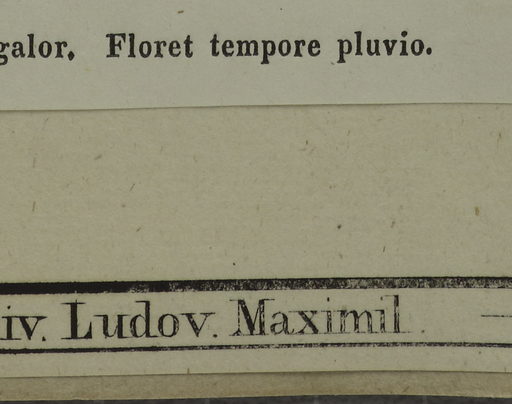 galor. Floret tempore pluvio.
iv. Ludov. Maximil.